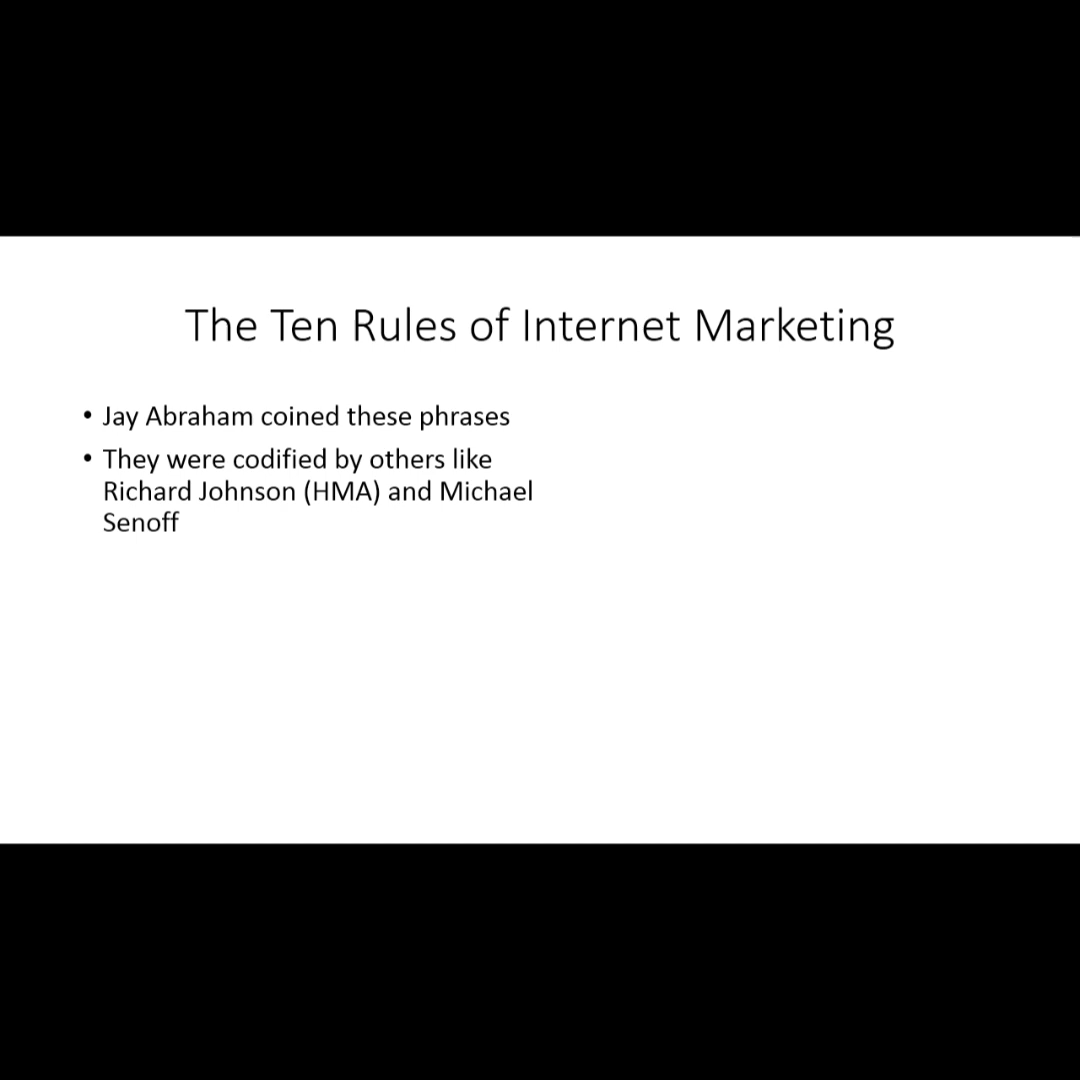 The Ten Rules of Internet Marketing
• Jay Abraham coined these phrases
• They were codified by others like
Richard Johnson (HMA) and Michael
Senoff